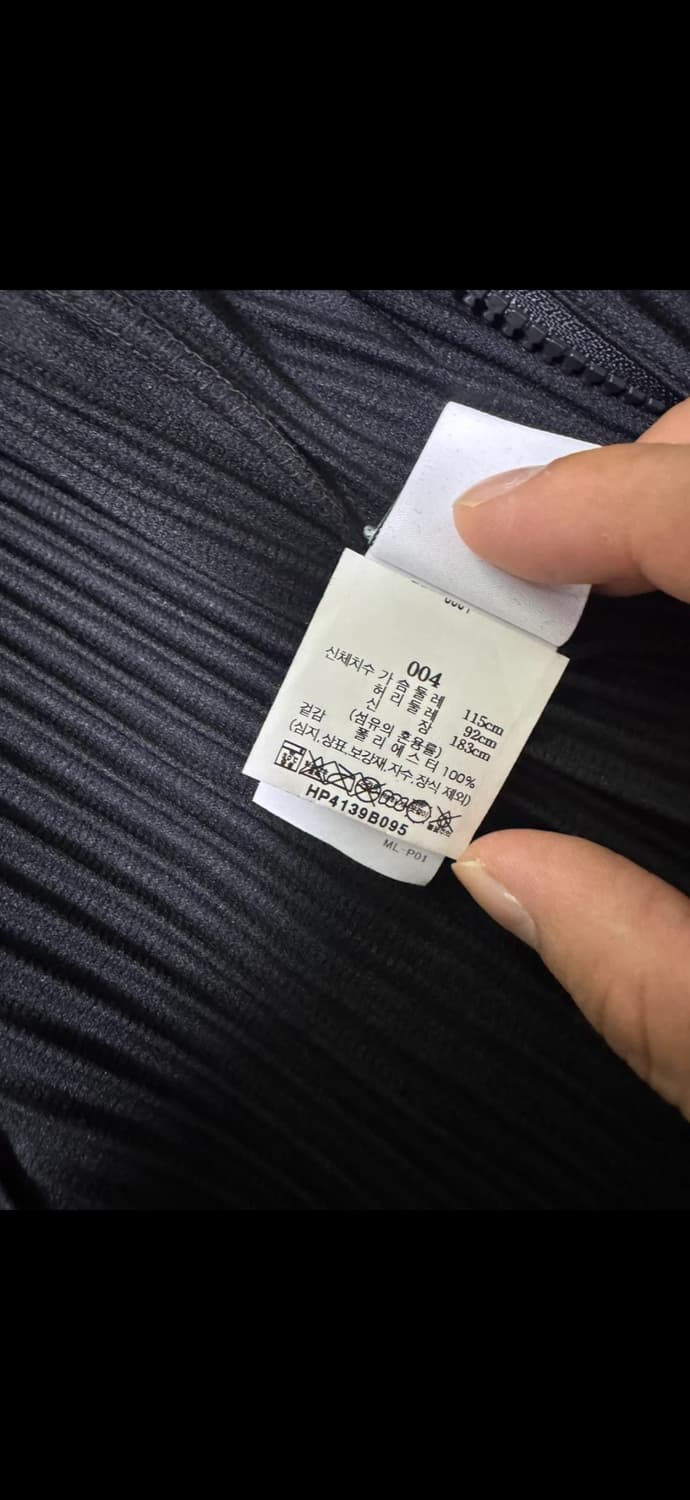 004
신체치수 가 슴 둘 레 115cm
허 리 둘 레 92cm
신 장 183cm
(섬유의 혼용률)
겉감 폴 리 에 스 터 100%
(심지,상표,보강재,자수,장식 제외)
HP4139B095
ML-P01